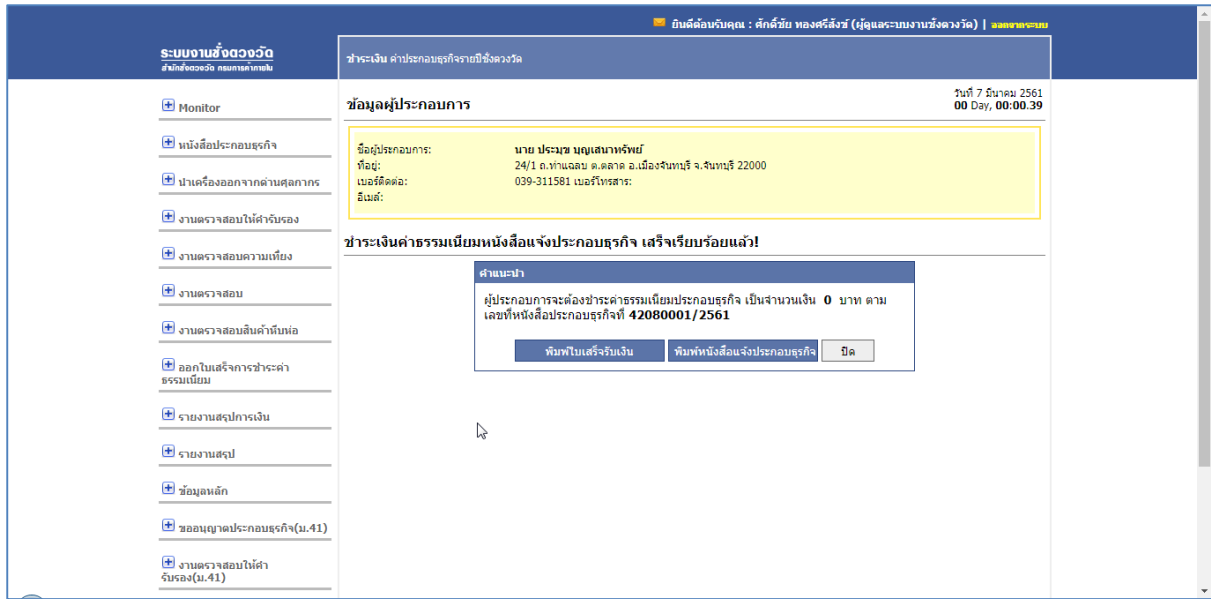 ยินดีต้อนรับคุณ : ศักดิ์ชัย ทองศรีสังข์ (ผู้ดูแลระบบงานชั่งตวงวัด) | ออกจากระบบ
ระบบงานชั่งตวงวัด
สำนักชั่งตวงวัด กรมการค้าภายใน
ชำระเงิน ค่าประกอบธุรกิจรายปีชั่งตวงวัด
Monitor
หนังสือประกอบธุรกิจ
นำเครื่องออกจากด่านศุลกากร
งานตรวจสอบให้คำรับรอง
งานตรวจสอบความเที่ยง
งานตรวจสอบ
งานตรวจสอบสินค้าหีบห่อ
ออกใบเสร็จการชำระค่า
ธรรมเนียม
รายงานสรุปการเงิน
รายงานสรุป
ข้อมูลหลัก
ขออนุญาตประกอบธุรกิจ(ม.41)
งานตรวจสอบให้คำ
รับรอง(ม.41)
วันที่ 7 มีนาคม 2561
ข้อมูลผู้ประกอบการ 00 Day, 00:00.39
ชื่อผู้ประกอบการ: นาย ประมุข บุญเสนาทรัพย์
ที่อยู่: 24/1 ถ.ท่าแฉลบ ต.ตลาด อ.เมืองจันทบุรี จ.จันทบุรี 22000
เบอร์ติดต่อ: 039-311581 เบอร์โทรสาร:
อีเมล์:
ชำระเงินค่าธรรมเนียมหนังสือแจ้งประกอบธุรกิจ เสร็จเรียบร้อยแล้ว!
คำแนะนำ
ผู้ประกอบการจะต้องชำระค่าธรรมเนียมประกอบธุรกิจ เป็นจำนวนเงิน 0 บาท ตาม
เลขที่หนังสือประกอบธุรกิจที่ 42080001/2561
พิมพ์ใบเสร็จรับเงิน พิมพ์หนังสือแจ้งประกอบธุรกิจ ปิด